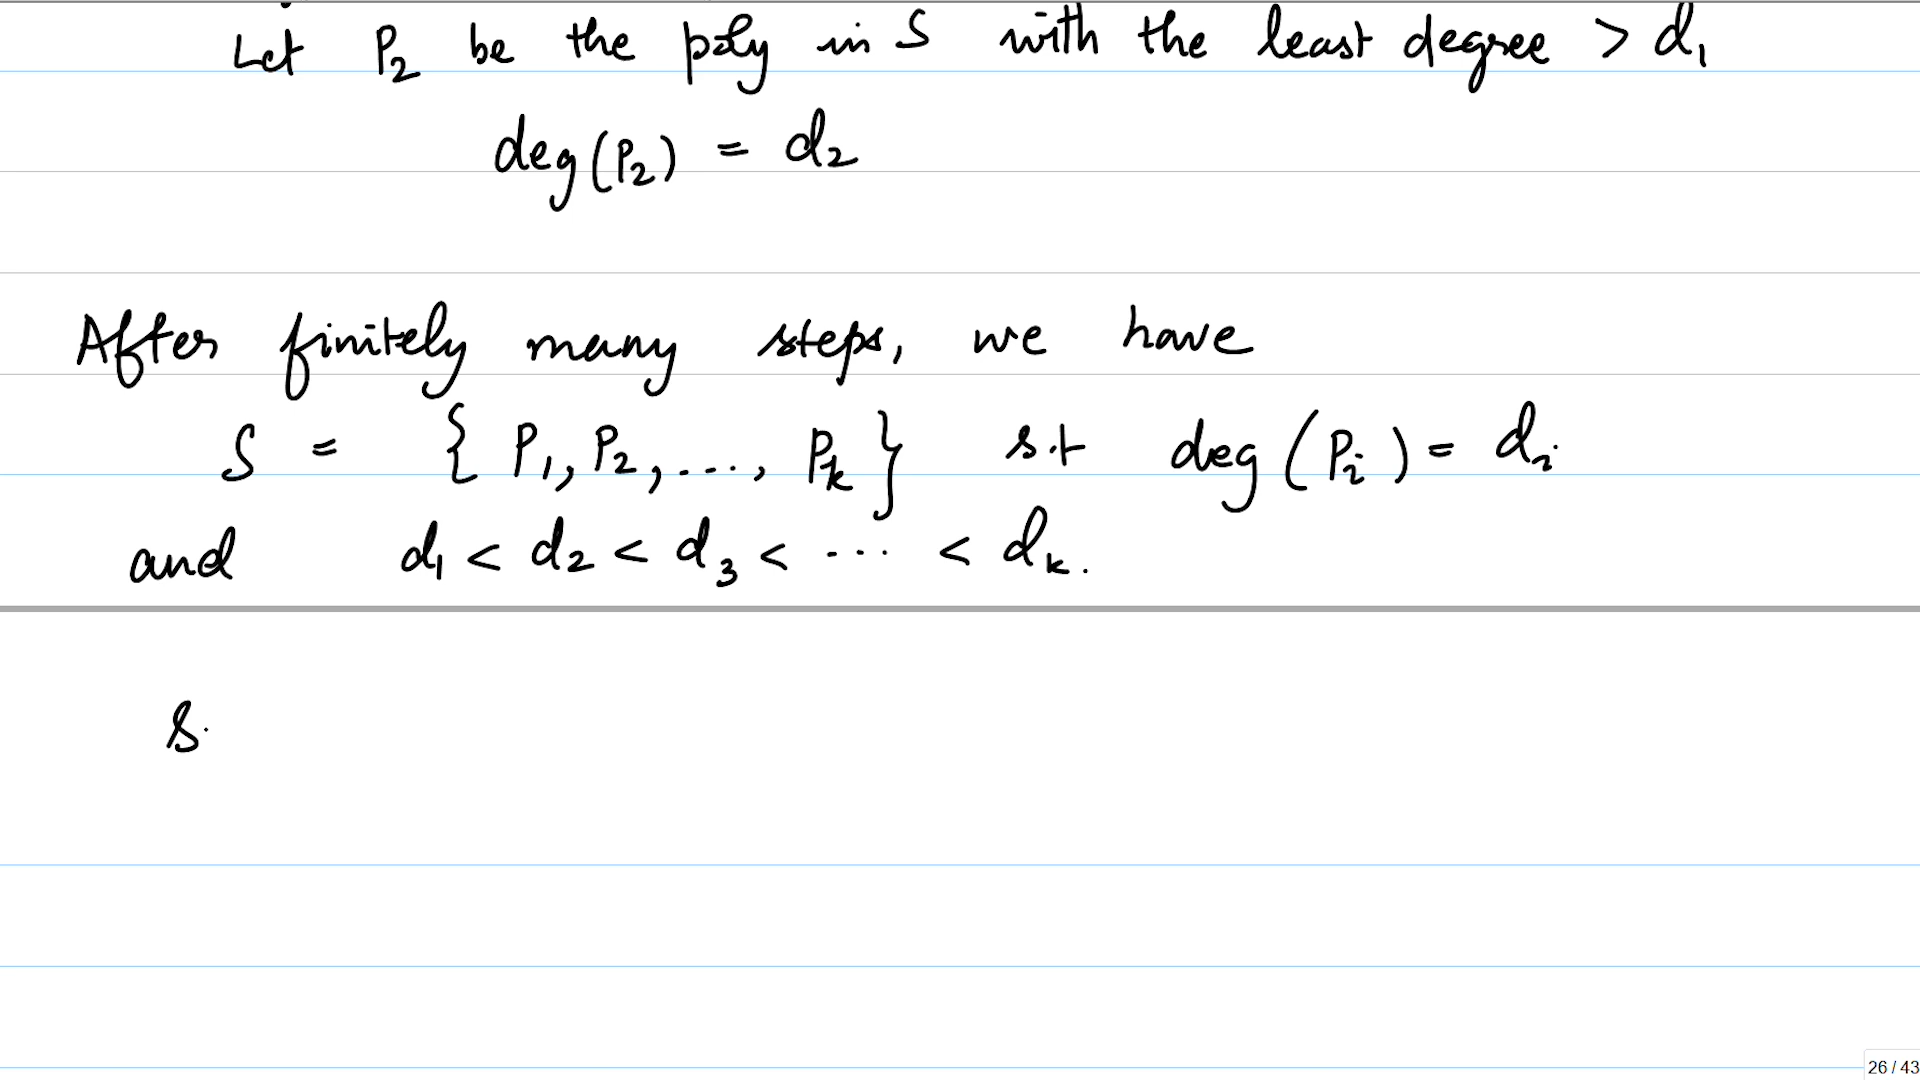 Let P₂ be the poly in S with the least degree > d₁
deg(P₂) = d₂
After finitely many steps, we have
S = { P₁, P₂, ..., Pₖ } s.t deg(Pᵢ) = dᵢ
and d₁ < d₂ < d₃ < ... < dₖ.
S.
26 / 43